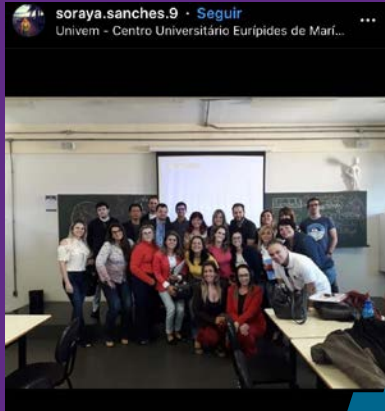 soraya.sanches.9 · Seguir
Univem - Centro Universitário Eurípides de Marí...